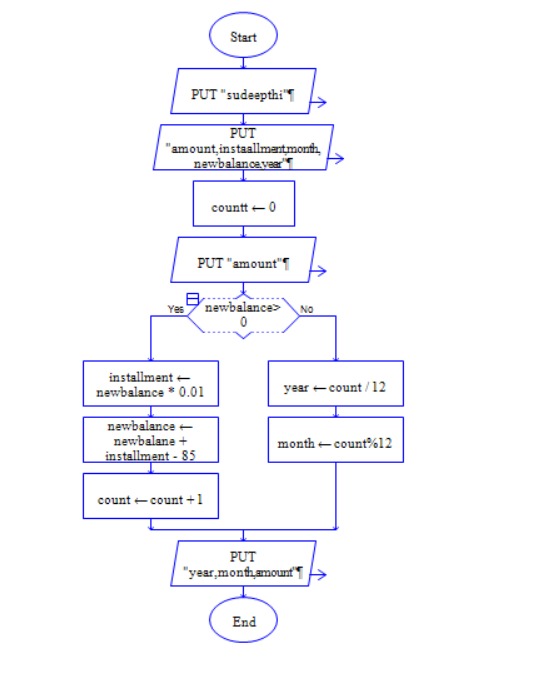 Start
PUT "sudeepthi"¶
PUT
"amount,instaallment,month,
newbalance,year"¶
countt ← 0
PUT "amount"¶
newbalance>
0
Yes
No
installment ←
newbalance * 0.01
newbalance ←
newbalane +
installment - 85
count ← count + 1
year ← count / 12
month ← count%12
PUT
"year,month,amount"¶
End